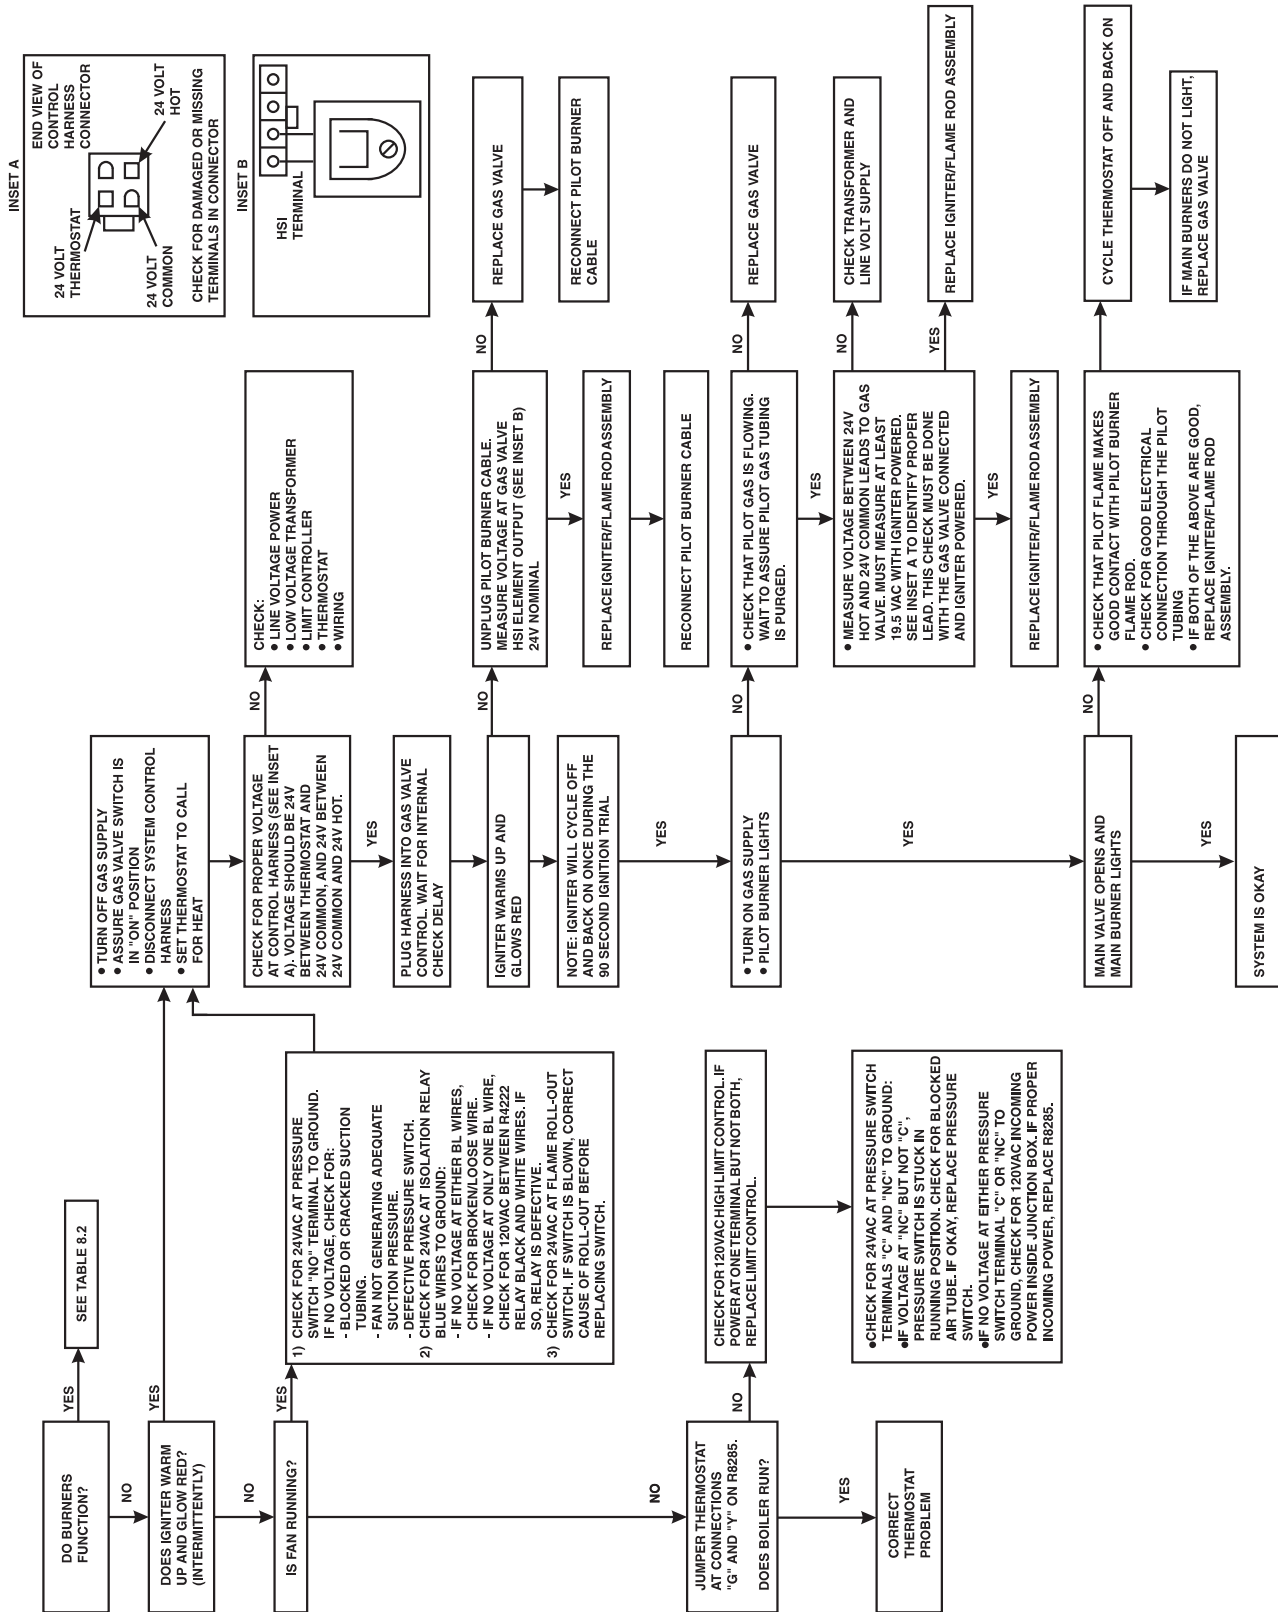 DO BURNERS
FUNCTION?
YES
SEE TABLE 8.2
NO
DOES IGNITER WARM
UP AND GLOW RED?
(INTERMITTENTLY)
YES
NO
IS FAN RUNNING?
YES
1) CHECK FOR 24VAC AT PRESSURE
SWITCH "NO" TERMINAL TO GROUND.
IF NO VOLTAGE, CHECK FOR:
- BLOCKED OR CRACKED SUCTION
TUBING.
- FAN NOT GENERATING ADEQUATE
SUCTION PRESSURE.
- DEFECTIVE PRESSURE SWITCH.
2) CHECK FOR 24VAC AT ISOLATION RELAY
BLUE WIRES TO GROUND:
- IF NO VOLTAGE AT EITHER BL WIRES,
CHECK FOR BROKEN/LOOSE WIRE.
- IF NO VOLTAGE AT ONLY ONE BL WIRE,
CHECK FOR 120VAC BETWEEN R4222
RELAY BLACK AND WHITE WIRES. IF
SO, RELAY IS DEFECTIVE.
3) CHECK FOR 24VAC AT FLAME ROLL-OUT
SWITCH. IF SWITCH IS BLOWN, CORRECT
CAUSE OF ROLL-OUT BEFORE
REPLACING SWITCH.
NO
JUMPER THERMOSTAT
AT CONNECTIONS
"G" AND "Y" ON R8285.
DOES BOILER RUN?
NO
CHECK FOR 120VAC HIGH LIMIT CONTROL. IF
POWER AT ONE TERMINAL BUT NOT BOTH,
REPLACE LIMIT CONTROL.
● CHECK FOR 24VAC AT PRESSURE SWITCH
TERMINALS "C" AND "NC" TO GROUND:
● IF VOLTAGE AT "NC" BUT NOT "C",
PRESSURE SWITCH IS STUCK IN
RUNNING POSITION. CHECK FOR BLOCKED
AIR TUBE. IF OKAY, REPLACE PRESSURE
SWITCH.
● IF NO VOLTAGE AT EITHER PRESSURE
SWITCH TERMINAL "C" OR "NC" TO
GROUND, CHECK FOR 120VAC INCOMING
POWER INSIDE JUNCTION BOX. IF PROPER
INCOMING POWER, REPLACE R8285.
YES
CORRECT
THERMOSTAT
PROBLEM
● TURN OFF GAS SUPPLY
● ASSURE GAS VALVE SWITCH IS
IN "ON" POSITION
● DISCONNECT SYSTEM CONTROL
HARNESS
● SET THERMOSTAT TO CALL
FOR HEAT
CHECK FOR PROPER VOLTAGE
AT CONTROL HARNESS (SEE INSET
A). VOLTAGE SHOULD BE 24V
BETWEEN THERMOSTAT AND
24V COMMON, AND 24V BETWEEN
24V COMMON AND 24V HOT.
NO
CHECK:
● LINE VOLTAGE POWER
● LOW VOLTAGE TRANSFORMER
● LIMIT CONTROLLER
● THERMOSTAT
● WIRING
YES
PLUG HARNESS INTO GAS VALVE
CONTROL. WAIT FOR INTERNAL
CHECK DELAY
IGNITER WARMS UP AND
GLOWS RED
NO
UNPLUG PILOT BURNER CABLE.
MEASURE VOLTAGE AT GAS VALVE
HSI ELEMENT OUTPUT (SEE INSET B)
24V NOMINAL
NO
REPLACE GAS VALVE
RECONNECT PILOT BURNER
CABLE
YES
REPLACE IGNITER/FLAME ROD ASSEMBLY
RECONNECT PILOT BURNER CABLE
NOTE: IGNITER WILL CYCLE OFF
AND BACK ON ONCE DURING THE
90 SECOND IGNITION TRIAL
YES
● TURN ON GAS SUPPLY
● PILOT BURNER LIGHTS
NO
● CHECK THAT PILOT GAS IS FLOWING.
WAIT TO ASSURE PILOT GAS TUBING
IS PURGED.
NO
REPLACE GAS VALVE
YES
● MEASURE VOLTAGE BETWEEN 24V
HOT AND 24V COMMON LEADS TO GAS
VALVE. MUST MEASURE AT LEAST
19.5 VAC WITH IGNITER POWERED.
SEE INSET A TO IDENTIFY PROPER
LEAD. THIS CHECK MUST BE DONE
WITH THE GAS VALVE CONNECTED
AND IGNITER POWERED.
NO
CHECK TRANSFORMER AND
LINE VOLT SUPPLY
YES
REPLACE IGNITER/FLAME ROD ASSEMBLY
YES
REPLACE IGNITER/FLAME ROD ASSEMBLY
YES
MAIN VALVE OPENS AND
MAIN BURNER LIGHTS
NO
● CHECK THAT PILOT FLAME MAKES
GOOD CONTACT WITH PILOT BURNER
FLAME ROD.
● CHECK FOR GOOD ELECTRICAL
CONNECTION THROUGH THE PILOT
TUBING
● IF BOTH OF THE ABOVE ARE GOOD,
REPLACE IGNITER/FLAME ROD
ASSEMBLY.
CYCLE THERMOSTAT OFF AND BACK ON
IF MAIN BURNERS DO NOT LIGHT,
REPLACE GAS VALVE
YES
SYSTEM IS OKAY
INSET A
END VIEW OF
CONTROL
HARNESS
CONNECTOR
24 VOLT
THERMOSTAT
24 VOLT
HOT
24 VOLT
COMMON
CHECK FOR DAMAGED OR MISSING
TERMINALS IN CONNECTOR
INSET B
HSI
TERMINAL